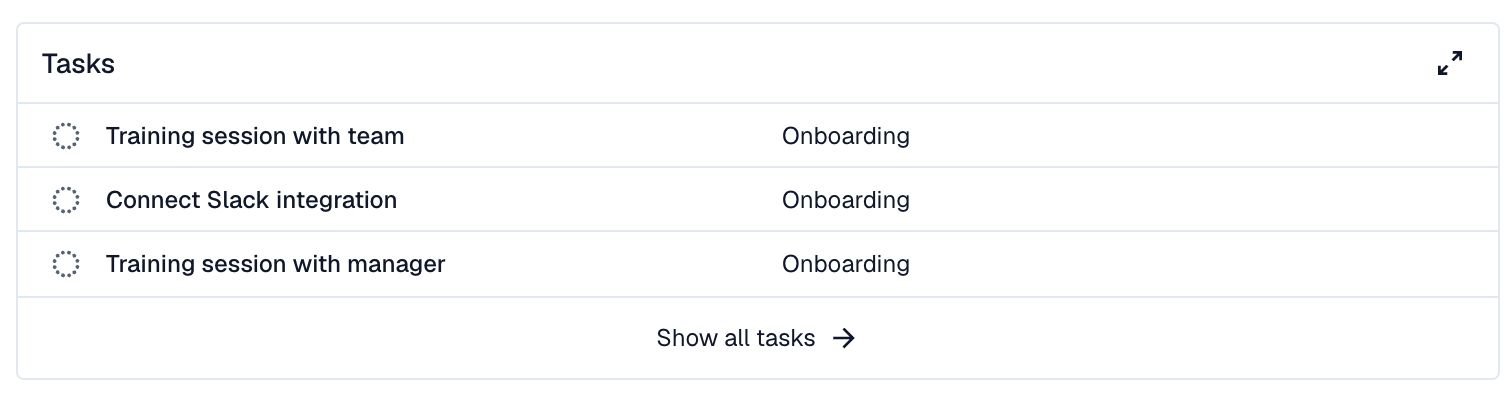 Tasks
Training session with team Onboarding
Connect Slack integration Onboarding
Training session with manager Onboarding
Show all tasks →